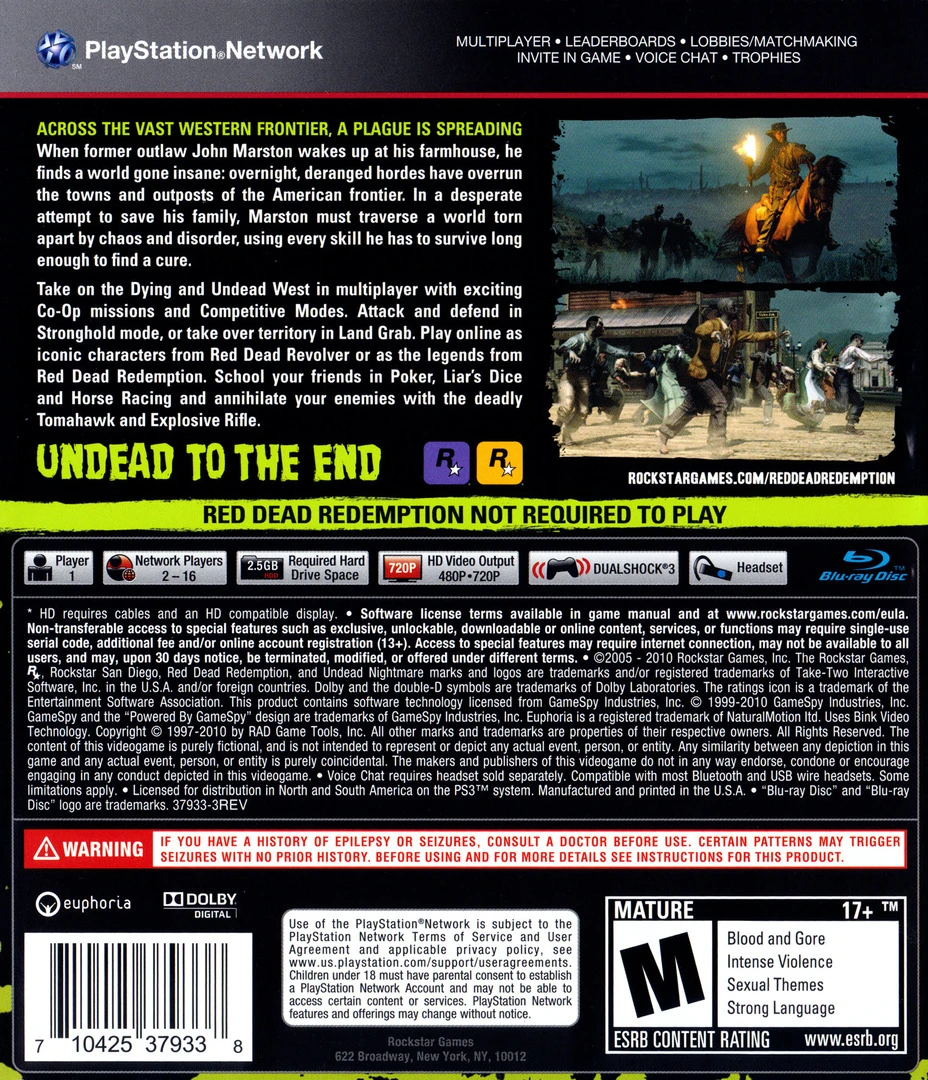 PlayStation®Network
SM
MULTIPLAYER • LEADERBOARDS • LOBBIES/MATCHMAKING
INVITE IN GAME • VOICE CHAT • TROPHIES
ACROSS THE VAST WESTERN FRONTIER, A PLAGUE IS SPREADING
When former outlaw John Marston wakes up at his farmhouse, he
finds a world gone insane: overnight, deranged hordes have overrun
the towns and outposts of the American frontier. In a desperate
attempt to save his family, Marston must traverse a world torn
apart by chaos and disorder, using every skill he has to survive long
enough to find a cure.
Take on the Dying and Undead West in multiplayer with exciting
Co-Op missions and Competitive Modes. Attack and defend in
Stronghold mode, or take over territory in Land Grab. Play online as
iconic characters from Red Dead Revolver or as the legends from
Red Dead Redemption. School your friends in Poker, Liar's Dice
and Horse Racing and annihilate your enemies with the deadly
Tomahawk and Explosive Rifle.
UNDEAD TO THE END
R
R
ROCKSTARGAMES.COM/REDDEADREDEMPTION
RED DEAD REDEMPTION NOT REQUIRED TO PLAY
Player
1
Network Players
2 – 16
2.5GB
HDD
Required Hard
Drive Space
720P
HD Video Output
480P•720P
DUALSHOCK®3
Headset
Blu-ray Disc™
* HD requires cables and an HD compatible display. • Software license terms available in game manual and at www.rockstargames.com/eula.
Non-transferable access to special features such as exclusive, unlockable, downloadable or online content, services, or functions may require single-use
serial code, additional fee and/or online account registration (13+). Access to special features may require internet connection, may not be available to all
users, and may, upon 30 days notice, be terminated, modified, or offered under different terms. • ©2005 - 2010 Rockstar Games, Inc. The Rockstar Games,
R, Rockstar San Diego, Red Dead Redemption, and Undead Nightmare marks and logos are trademarks and/or registered trademarks of Take-Two Interactive
Software, Inc. in the U.S.A. and/or foreign countries. Dolby and the double-D symbols are trademarks of Dolby Laboratories. The ratings icon is a trademark of the
Entertainment Software Association. This product contains software technology licensed from GameSpy Industries, Inc. © 1999-2010 GameSpy Industries, Inc.
GameSpy and the “Powered By GameSpy” design are trademarks of GameSpy Industries, Inc. Euphoria is a registered trademark of NaturalMotion ltd. Uses Bink Video
Technology. Copyright © 1997-2010 by RAD Game Tools, Inc. All other marks and trademarks are properties of their respective owners. All Rights Reserved. The
content of this videogame is purely fictional, and is not intended to represent or depict any actual event, person, or entity. Any similarity between any depiction in this
game and any actual event, person, or entity is purely coincidental. The makers and publishers of this videogame do not in any way endorse, condone or encourage
engaging in any conduct depicted in this videogame. • Voice Chat requires headset sold separately. Compatible with most Bluetooth and USB wire headsets. Some
limitations apply. • Licensed for distribution in North and South America on the PS3™ system. Manufactured and printed in the U.S.A. • “Blu-ray Disc” and “Blu-ray
Disc” logo are trademarks. 37933-3REV
WARNING
IF YOU HAVE A HISTORY OF EPILEPSY OR SEIZURES, CONSULT A DOCTOR BEFORE USE. CERTAIN PATTERNS MAY TRIGGER
SEIZURES WITH NO PRIOR HISTORY. BEFORE USING AND FOR MORE DETAILS SEE INSTRUCTIONS FOR THIS PRODUCT.
euphoria
DOLBY
DIGITAL
Use of the PlayStation®Network is subject to the
PlayStation Network Terms of Service and User
Agreement and applicable privacy policy, see
www.us.playstation.com/support/useragreements.
Children under 18 must have parental consent to establish
a PlayStation Network Account and may not be able to
access certain content or services. PlayStation Network
features and offerings may change without notice.
Rockstar Games
622 Broadway, New York, NY, 10012
7 10425 37933 8
MATURE 17+ ™
M
Blood and Gore
Intense Violence
Sexual Themes
Strong Language
ESRB CONTENT RATING www.esrb.org